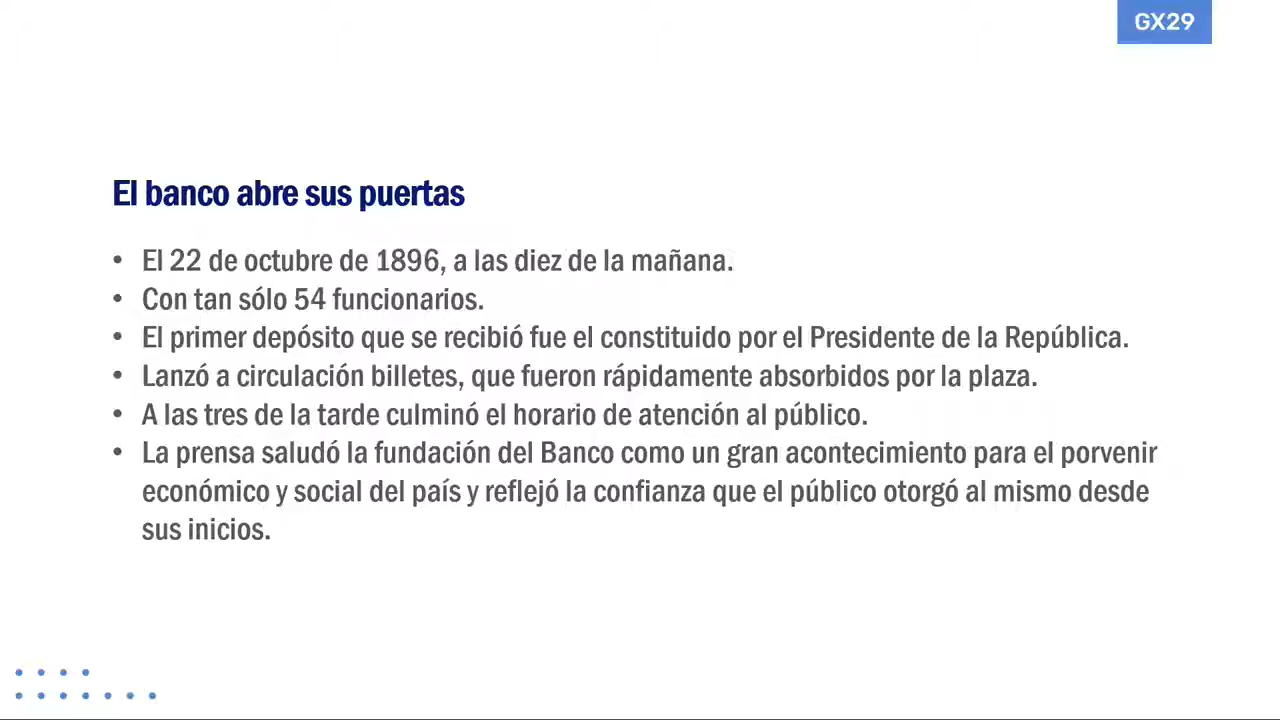 GX29
El banco abre sus puertas
• El 22 de octubre de 1896, a las diez de la mañana.
• Con tan sólo 54 funcionarios.
• El primer depósito que se recibió fue el constituido por el Presidente de la República.
• Lanzó a circulación billetes, que fueron rápidamente absorbidos por la plaza.
• A las tres de la tarde culminó el horario de atención al público.
• La prensa saludó la fundación del Banco como un gran acontecimiento para el porvenir
económico y social del país y reflejó la confianza que el público otorgó al mismo desde
sus inicios.